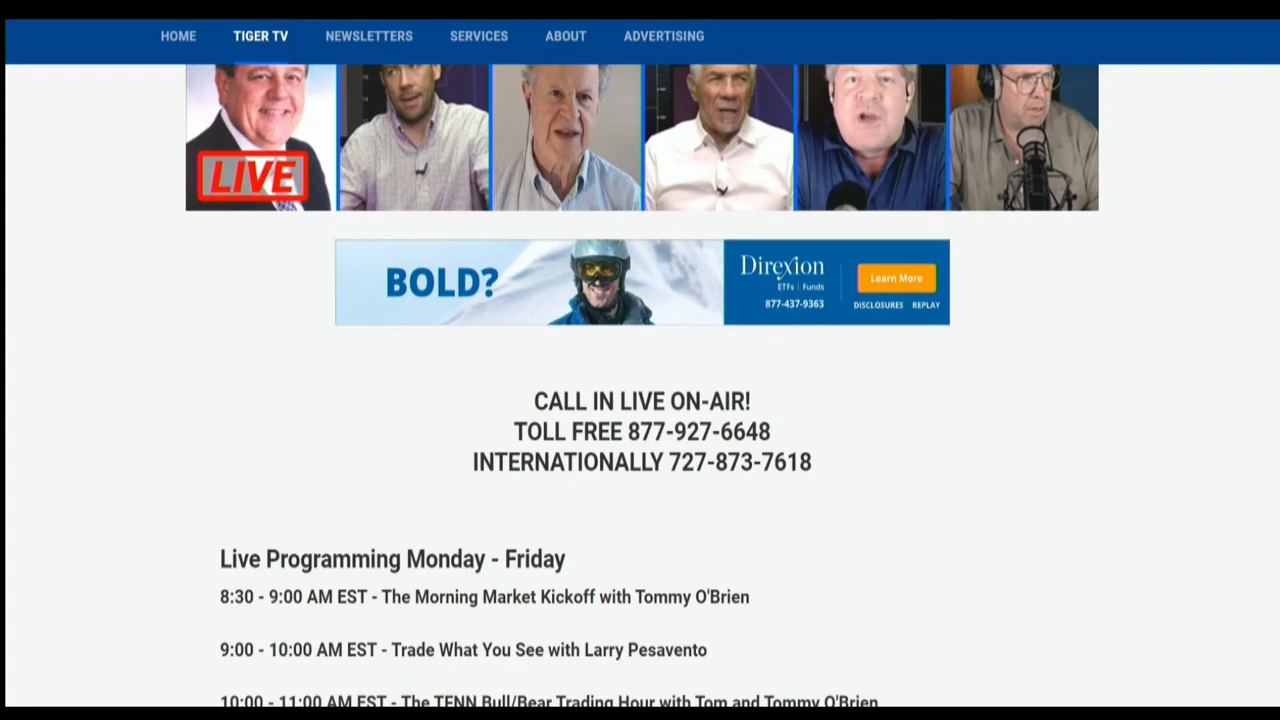 HOME TIGER TV NEWSLETTERS SERVICES ABOUT ADVERTISING
LIVE
BOLD?
Direxion
ETFs | Funds
877-437-9363
Learn More
DISCLOSURES REPLAY
CALL IN LIVE ON-AIR!
TOLL FREE 877-927-6648
INTERNATIONALLY 727-873-7618
Live Programming Monday - Friday
8:30 - 9:00 AM EST - The Morning Market Kickoff with Tommy O'Brien
9:00 - 10:00 AM EST - Trade What You See with Larry Pesavento
10:00 - 11:00 AM EST - The TFNN Bull/Bear Trading Hour with Tom and Tommy O'Brien